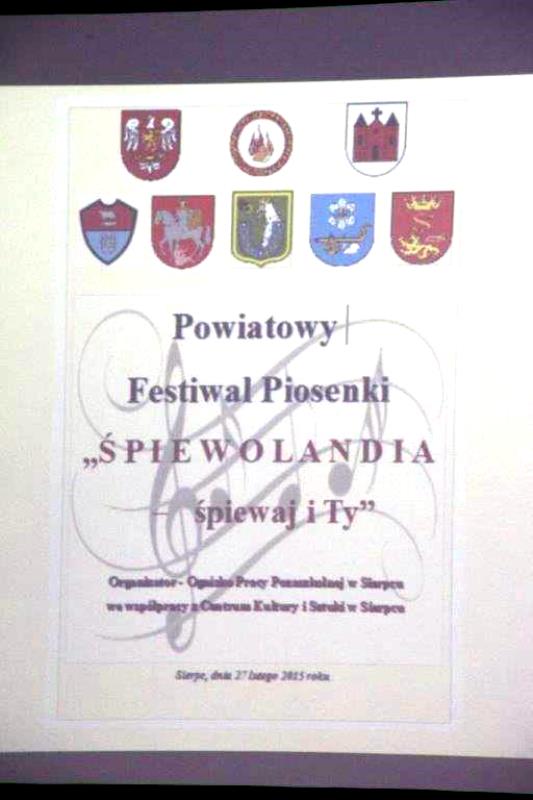 Powiatowy
Festiwal Piosenki
„ŚPIEWOLANDIA
– śpiewaj i Ty”
Organizator - Ognisko Pracy Pozaszkolnej w Sierpcu
we współpracy z Centrum Kultury i Sztuki w Sierpcu
Sierpc, dnia 27 lutego 2015 roku